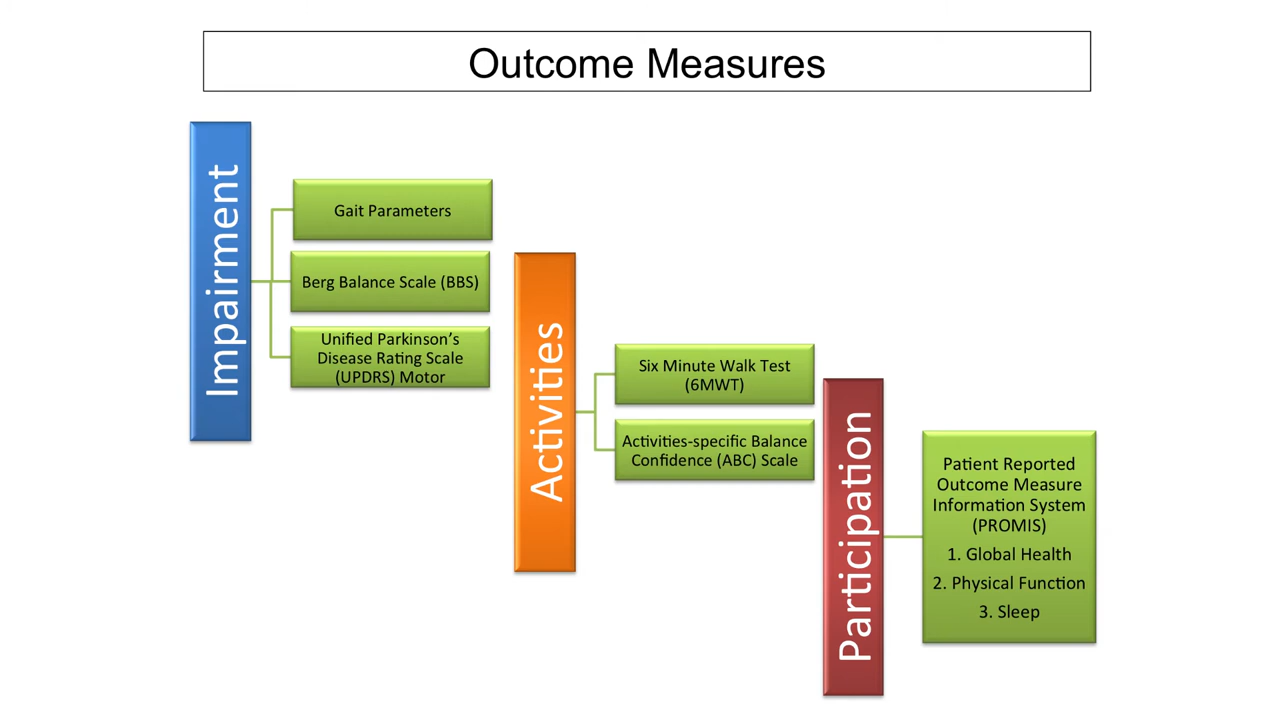 Outcome Measures
Impairment
Gait Parameters
Berg Balance Scale (BBS)
Unified Parkinson's
Disease Rating Scale
(UPDRS) Motor
Activities
Six Minute Walk Test
(6MWT)
Activities-specific Balance
Confidence (ABC) Scale
Participation
Patient Reported
Outcome Measure
Information System
(PROMIS)
1. Global Health
2. Physical Function
3. Sleep